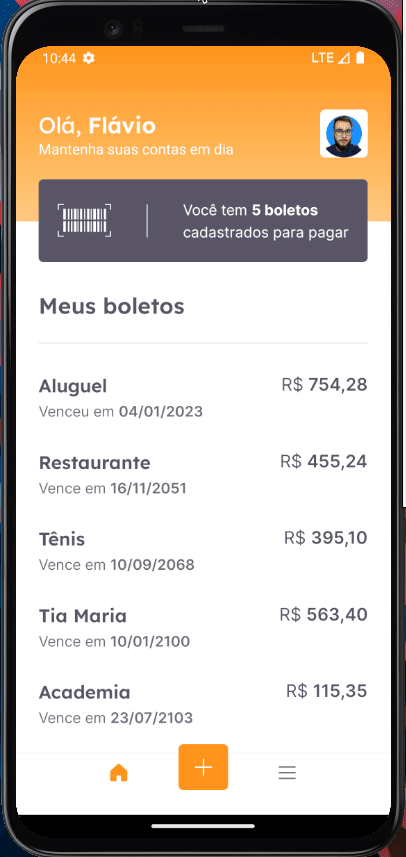 10:44
LTE
Olá, Flávio
Mantenha suas contas em dia
Você tem 5 boletos
cadastrados para pagar
Meus boletos
Aluguel
R$ 754,28
Venceu em 04/01/2023
Restaurante
R$ 455,24
Vence em 16/11/2051
Tênis
R$ 395,10
Vence em 10/09/2068
Tia Maria
R$ 563,40
Vence em 10/01/2100
Academia
R$ 115,35
Vence em 23/07/2103